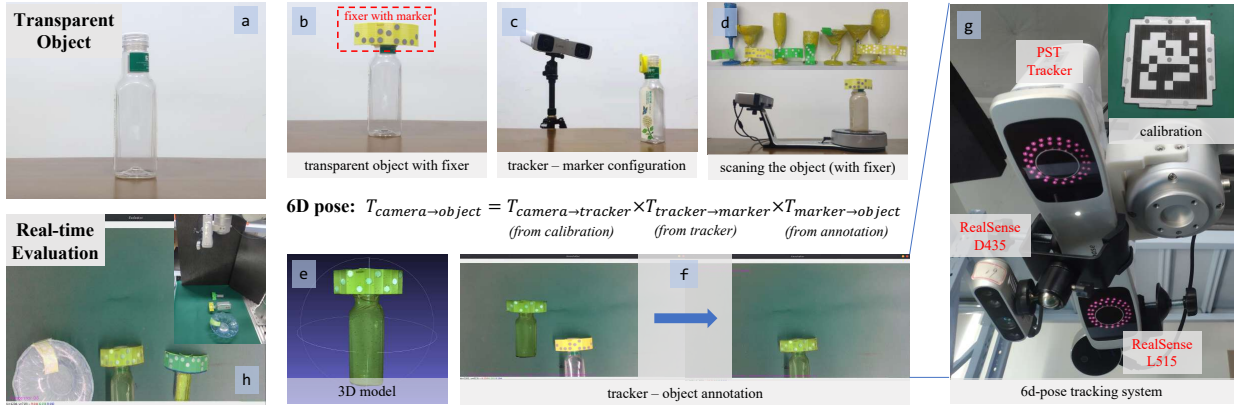 Transparent
Object
a
b
fixer with marker
transparent object with fixer
c
tracker – marker configuration
d
scaning the object (with fixer)
6D pose: T_camera→object = T_camera→tracker × T_tracker→marker × T_marker→object
(from calibration) (from tracker) (from annotation)
Real-time
Evaluation
h
e
3D model
f
tracker – object annotation
g
PST
Tracker
calibration
RealSense
D435
RealSense
L515
6d-pose tracking system